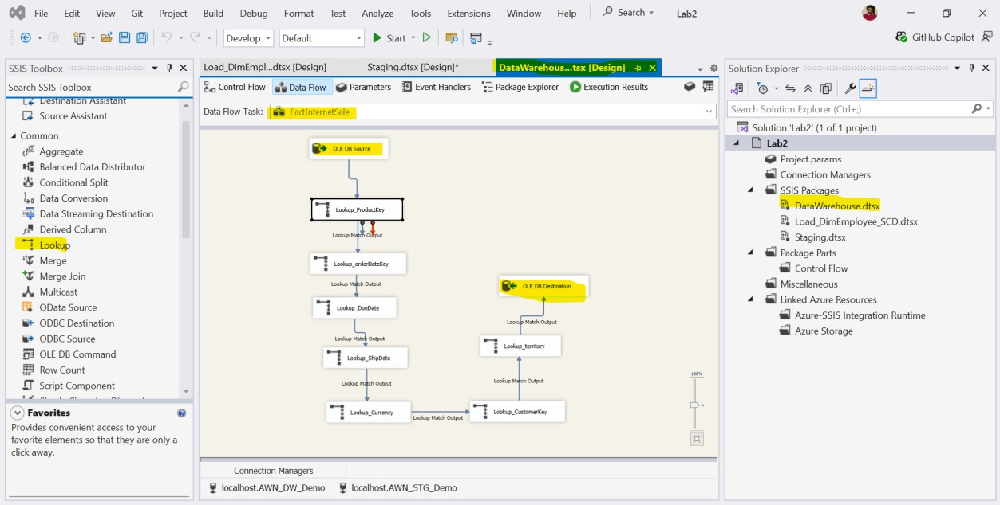 File Edit View Git Project Build Debug Format Test Analyze Tools Extensions Window Help Search Lab2
Develop Default Start GitHub Copilot
SSIS Toolbox
Search SSIS Toolbox
Destination Assistant
Source Assistant
Common
Aggregate
Balanced Data Distributor
Conditional Split
Data Conversion
Data Streaming Destination
Derived Column
Lookup
Merge
Merge Join
Multicast
OData Source
ODBC Destination
ODBC Source
OLE DB Command
Row Count
Script Component
Favorites
Provides convenient access to your
favorite elements so that they are only a
click away.
Load_DimEmpl...dtsx [Design] Staging.dtsx [Design]* DataWarehous...tsx [Design]
Control Flow Data Flow Parameters Event Handlers Package Explorer Execution Results
Data Flow Task: FactInternetSale
OLE DB Source
Lookup_ProductKey
Lookup Match Output
Lookup_orderDateKey
Lookup Match Output
Lookup_DueDate
Lookup Match Output
Lookup_ShipDate
Lookup Match Output
Lookup_Currency
Lookup Match Output
Lookup_CustomerKey
Lookup Match Output
Lookup_territory
Lookup Match Output
OLE DB Destination
100%
Connection Managers
localhost.AWN_DW_Demo localhost.AWN_STG_Demo
Solution Explorer
Search Solution Explorer (Ctrl+;)
Solution 'Lab2' (1 of 1 project)
Lab2
Project.params
Connection Managers
SSIS Packages
DataWarehouse.dtsx
Load_DimEmployee_SCD.dtsx
Staging.dtsx
Package Parts
Control Flow
Miscellaneous
Linked Azure Resources
Azure-SSIS Integration Runtime
Azure Storage